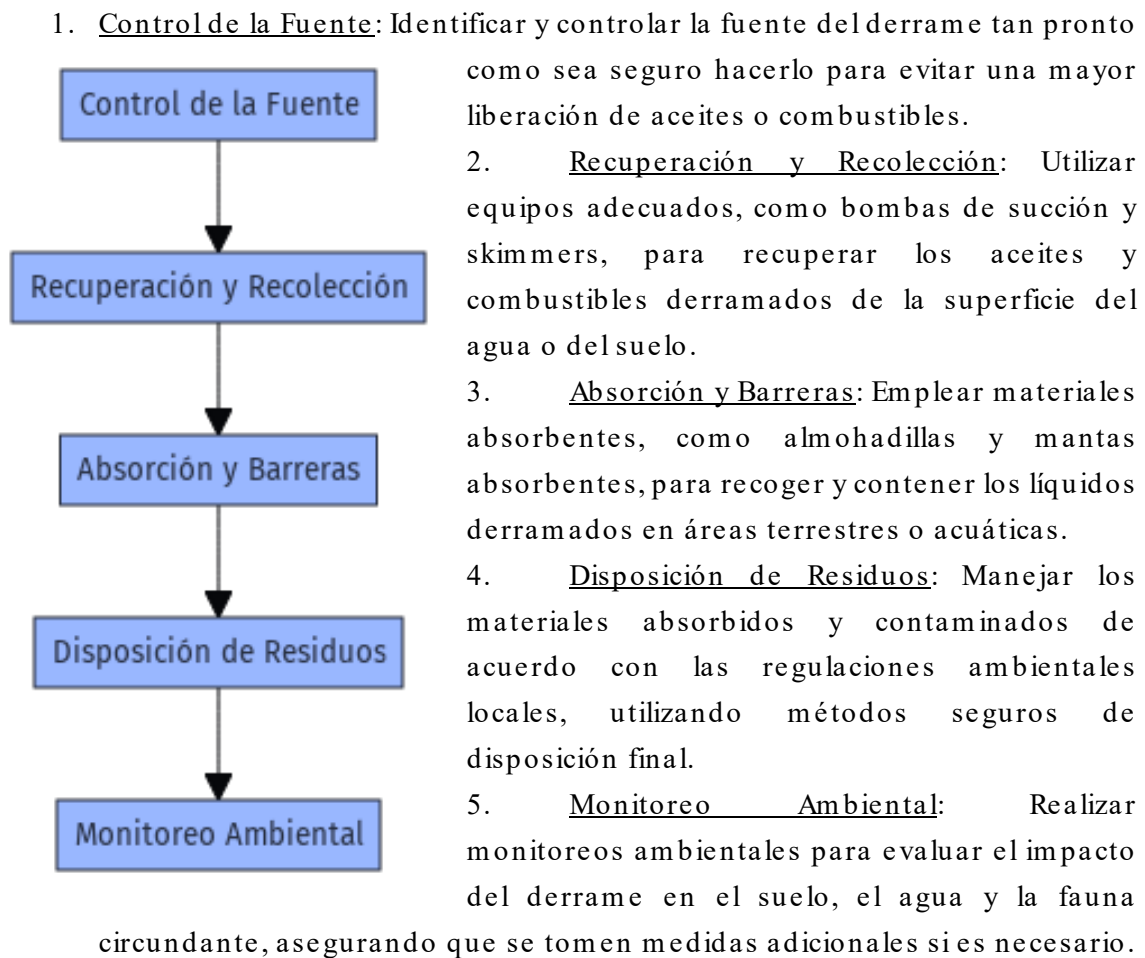 1. Control de la Fuente: Identificar y controlar la fuente del derrame tan pronto
como sea seguro hacerlo para evitar una mayor
liberación de aceites o combustibles.
2. Recuperación y Recolección: Utilizar
equipos adecuados, como bombas de succión y
skimmers, para recuperar los aceites y
combustibles derramados de la superficie del
agua o del suelo.
3. Absorción y Barreras: Emplear materiales
absorbentes, como almohadillas y mantas
absorbentes, para recoger y contener los líquidos
derramados en áreas terrestres o acuáticas.
4. Disposición de Residuos: Manejar los
materiales absorbidos y contaminados de
acuerdo con las regulaciones ambientales
locales, utilizando métodos seguros de
disposición final.
5. Monitoreo Ambiental: Realizar
monitoreos ambientales para evaluar el impacto
del derrame en el suelo, el agua y la fauna
circundante, asegurando que se tomen medidas adicionales si es necesario.
Control de la Fuente
Recuperación y Recolección
Absorción y Barreras
Disposición de Residuos
Monitoreo Ambiental